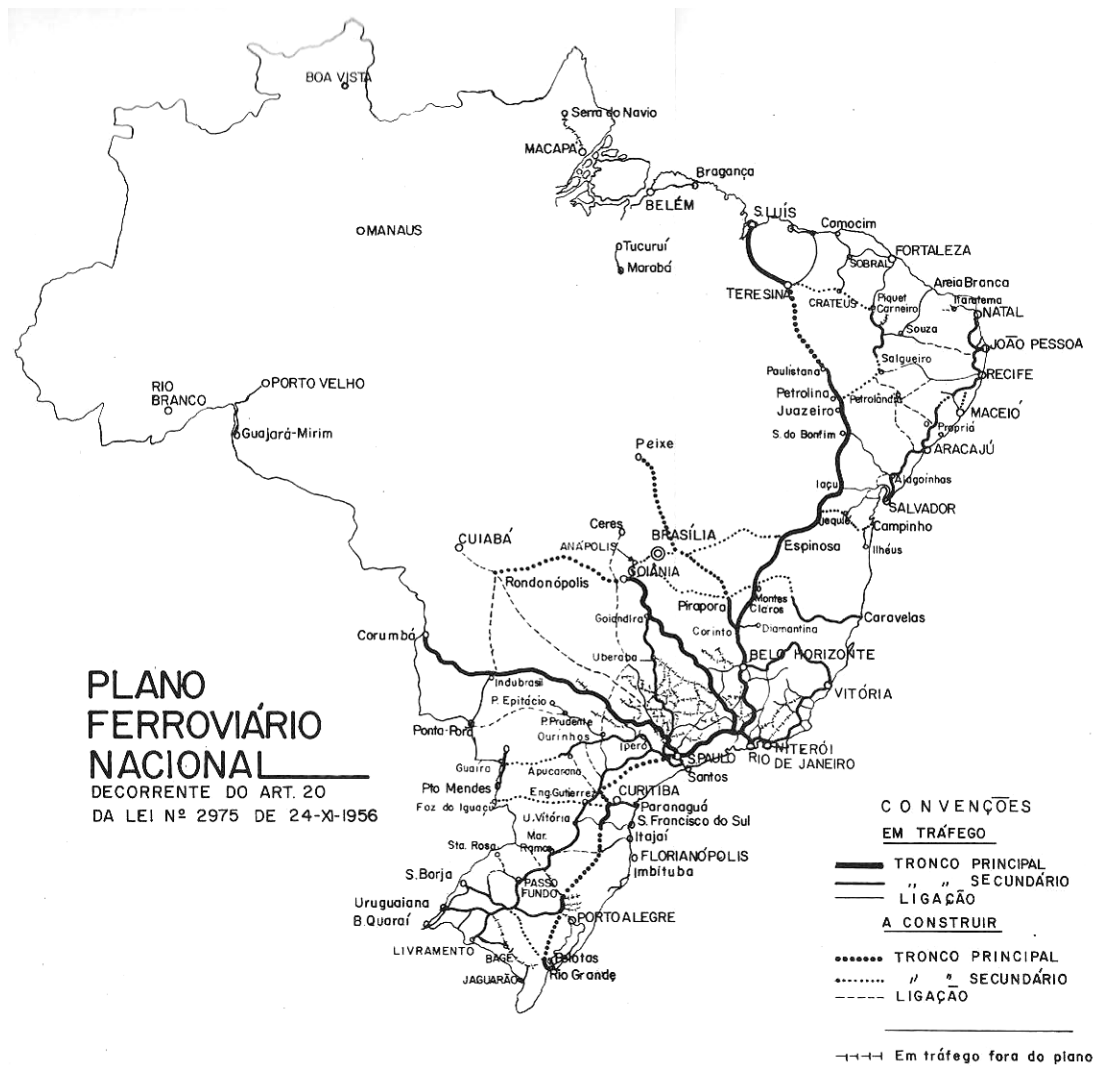 BOA VISTA
Serra do Navio
MACAPÁ
Bragança
BELÉM
S. LUÍS
Camocim
MANAUS
Tucuruí
SOBRAL
FORTALEZA
Marabá
TERESINA
CRATEÚS
Piquet
Carneiro
Areia Branca
Itaretema
NATAL
Souza
JOÃO PESSOA
Salgueiro
Paulistana
RECIFE
RIO
BRANCO
PORTO VELHO
Petrolina
Petrolândia
Juazeiro
MACEIÓ
Guajará-Mirim
S. do Bonfim
Propriá
Peixe
ARACAJÚ
Iaçu
Alagoinhas
SALVADOR
Ceres
BRASÍLIA
Jequié
Campinho
CUIABÁ
ANÁPOLIS
Espinosa
Ilhéus
GOIÂNIA
Rondonópolis
Pirapora
Montes
Claros
Goiandira
Corinto
Diamantina
Caravelas
Corumbá
Uberaba
BELO HORIZONTE
Indubrasil
VITÓRIA
P. Epitácio
P. Prudente
Ponta-Porã
Ourinhos
Iperó
S. PAULO
RIO
DE JANEIRO
NITERÓI
Guaira
Apucarana
Santos
Pto Mendes
Eng. Gutierrez
CURITIBA
Foz do Iguaçu
Paranaguá
U. Vitória
S. Francisco do Sul
Mar.
Ramos
Itajaí
Sta. Rosa
FLORIANÓPOLIS
Imbituba
S. Borja
PASSO
FUNDO
Uruguaiana
B. Quaraí
PORTO ALEGRE
LIVRAMENTO
BAGÉ
Pelotas
JAGUARÃO
Rio Grande
PLANO
FERROVIÁRIO
NACIONAL
DECORRENTE DO ART. 20
DA LEI Nº 2975 DE 24-XI-1956
CONVENÇÕES
EM TRÁFEGO
TRONCO PRINCIPAL
" " SECUNDÁRIO
LIGAÇÃO
A CONSTRUIR
TRONCO PRINCIPAL
" " SECUNDÁRIO
LIGAÇÃO
Em tráfego fora do plano